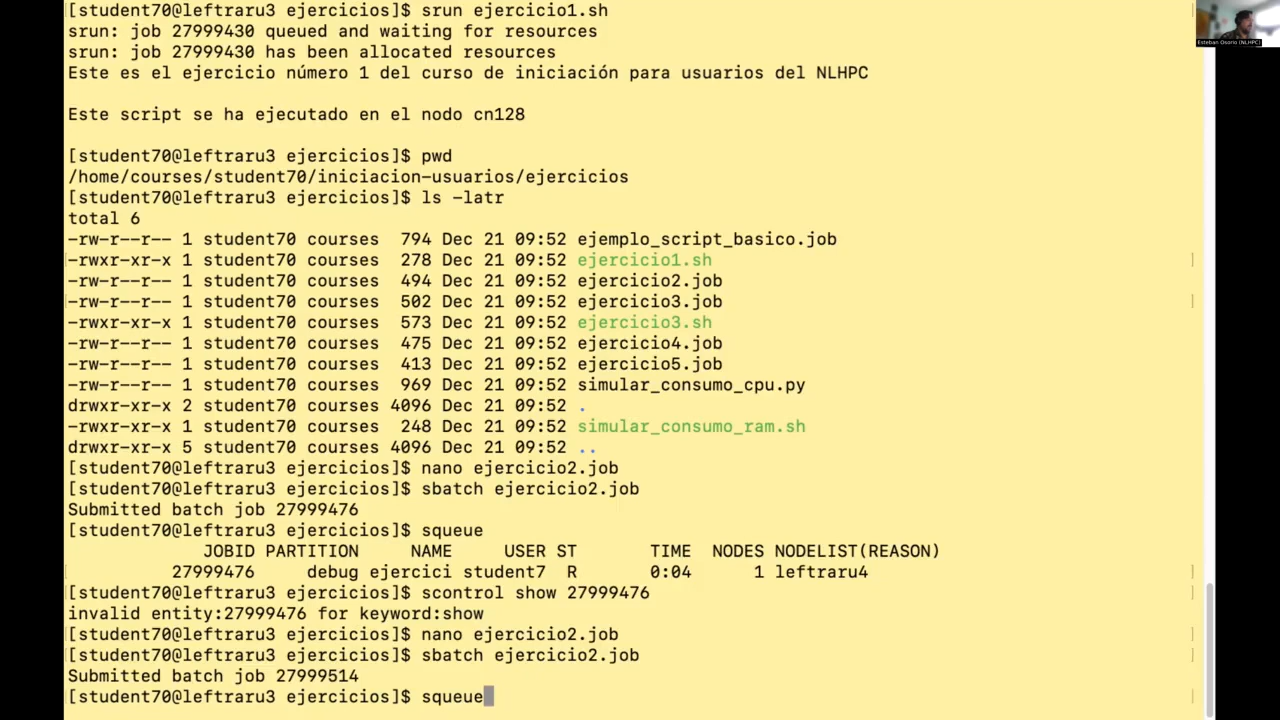 [student70@leftraru3 ejercicios]$ srun ejercicio1.sh
srun: job 27999430 queued and waiting for resources
srun: job 27999430 has been allocated resources
Este es el ejercicio número 1 del curso de iniciación para usuarios del NLHPC
Este script se ha ejecutado en el nodo cn128
[student70@leftraru3 ejercicios]$ pwd
/home/courses/student70/iniciacion-usuarios/ejercicios
[student70@leftraru3 ejercicios]$ ls -latr
total 6
-rw-r--r-- 1 student70 courses  794 Dec 21 09:52 ejemplo_script_basico.job
-rwxr-xr-x 1 student70 courses  278 Dec 21 09:52 ejercicio1.sh
-rw-r--r-- 1 student70 courses  494 Dec 21 09:52 ejercicio2.job
-rw-r--r-- 1 student70 courses  502 Dec 21 09:52 ejercicio3.job
-rwxr-xr-x 1 student70 courses  573 Dec 21 09:52 ejercicio3.sh
-rw-r--r-- 1 student70 courses  475 Dec 21 09:52 ejercicio4.job
-rw-r--r-- 1 student70 courses  413 Dec 21 09:52 ejercicio5.job
-rw-r--r-- 1 student70 courses  969 Dec 21 09:52 simular_consumo_cpu.py
drwxr-xr-x 2 student70 courses 4096 Dec 21 09:52 .
-rwxr-xr-x 1 student70 courses  248 Dec 21 09:52 simular_consumo_ram.sh
drwxr-xr-x 5 student70 courses 4096 Dec 21 09:52 ..
[student70@leftraru3 ejercicios]$ nano ejercicio2.job
[student70@leftraru3 ejercicios]$ sbatch ejercicio2.job
Submitted batch job 27999476
[student70@leftraru3 ejercicios]$ squeue
JOBID PARTITION     NAME     USER ST       TIME  NODES NODELIST(REASON)
27999476     debug ejercici student7  R       0:04      1 leftraru4
[student70@leftraru3 ejercicios]$ scontrol show 27999476
invalid entity:27999476 for keyword:show
[student70@leftraru3 ejercicios]$ nano ejercicio2.job
[student70@leftraru3 ejercicios]$ sbatch ejercicio2.job
Submitted batch job 27999514
[student70@leftraru3 ejercicios]$ squeue
Esteban Osorio (NLHPC)